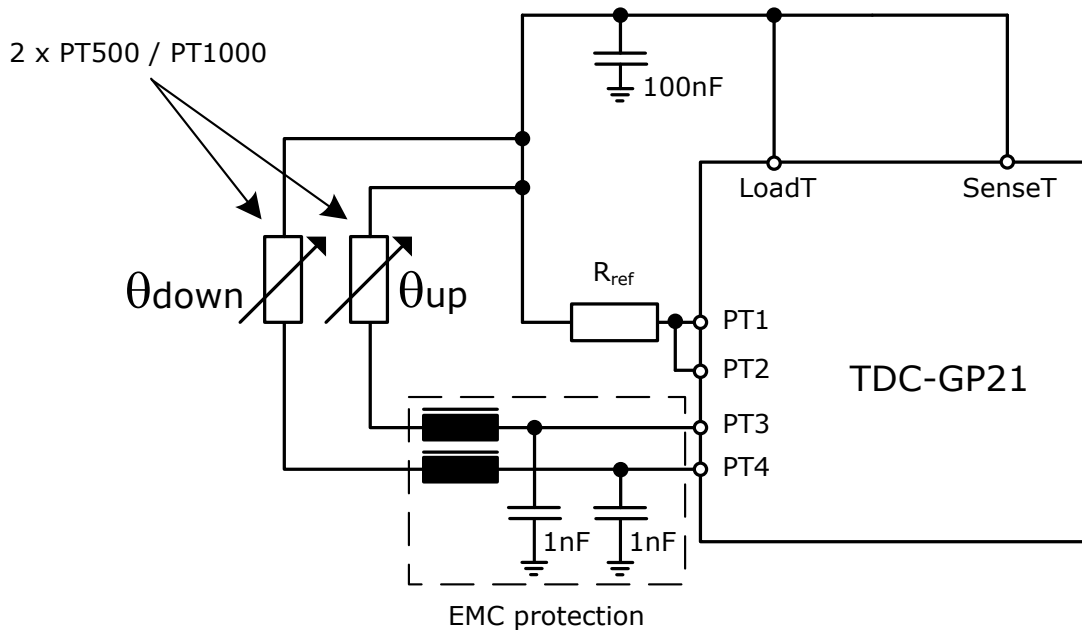 2 x PT500 / PT1000
100nF
LoadT
SenseT
θdown
θup
Rref
PT1
PT2
TDC-GP21
PT3
PT4
1nF
1nF
EMC protection